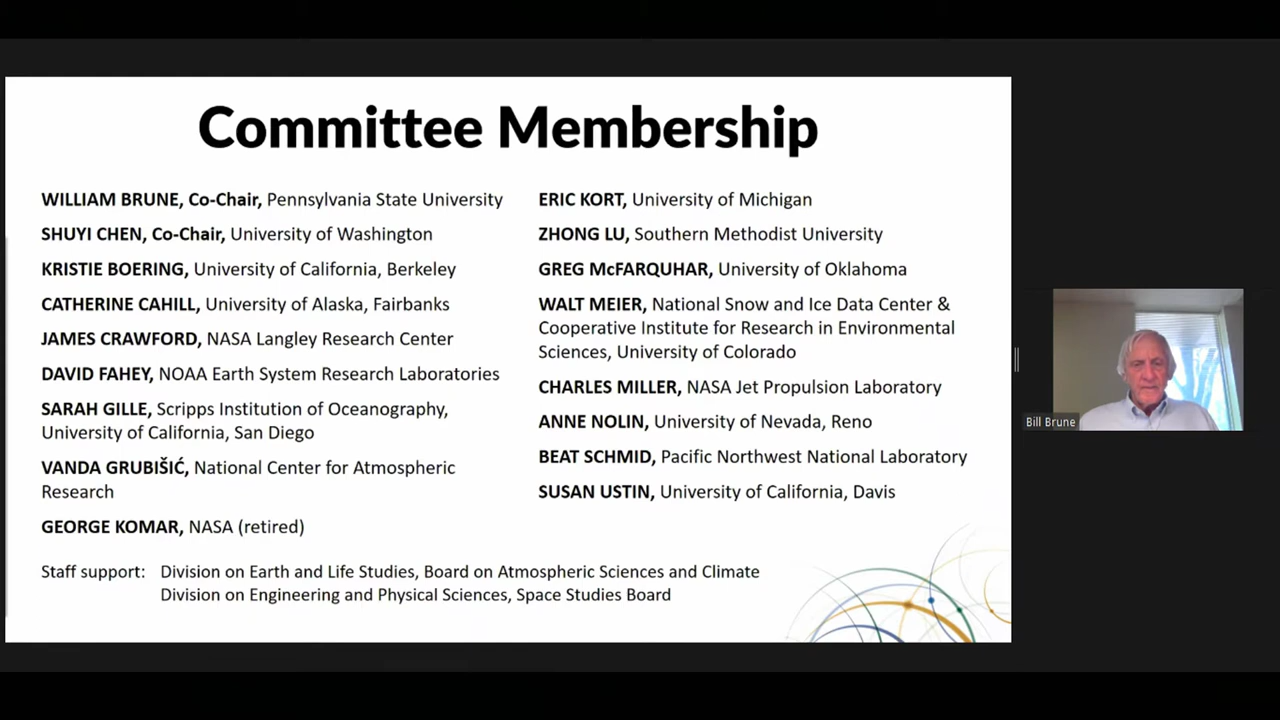 Committee Membership
WILLIAM BRUNE, Co-Chair, Pennsylvania State University
SHUYI CHEN, Co-Chair, University of Washington
KRISTIE BOERING, University of California, Berkeley
CATHERINE CAHILL, University of Alaska, Fairbanks
JAMES CRAWFORD, NASA Langley Research Center
DAVID FAHEY, NOAA Earth System Research Laboratories
SARAH GILLE, Scripps Institution of Oceanography,
University of California, San Diego
VANDA GRUBIŠIĆ, National Center for Atmospheric
Research
GEORGE KOMAR, NASA (retired)
ERIC KORT, University of Michigan
ZHONG LU, Southern Methodist University
GREG McFARQUHAR, University of Oklahoma
WALT MEIER, National Snow and Ice Data Center &
Cooperative Institute for Research in Environmental
Sciences, University of Colorado
CHARLES MILLER, NASA Jet Propulsion Laboratory
ANNE NOLIN, University of Nevada, Reno
BEAT SCHMID, Pacific Northwest National Laboratory
SUSAN USTIN, University of California, Davis
Staff support: Division on Earth and Life Studies, Board on Atmospheric Sciences and Climate
Division on Engineering and Physical Sciences, Space Studies Board
Bill Brune